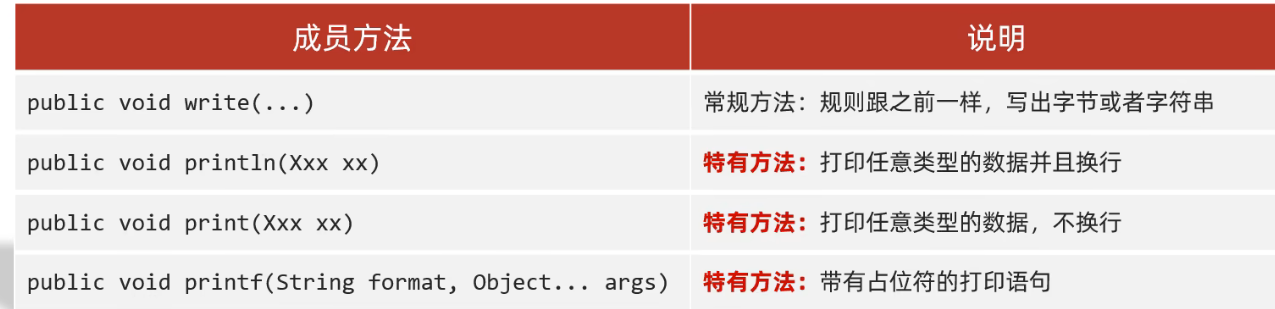 成员方法 说明
public void write(...) 常规方法：规则跟之前一样，写出字节或者字符串
public void println(Xxx xx) 特有方法：打印任意类型的数据并且换行
public void print(Xxx xx) 特有方法：打印任意类型的数据，不换行
public void printf(String format, Object... args) 特有方法：带有占位符的打印语句